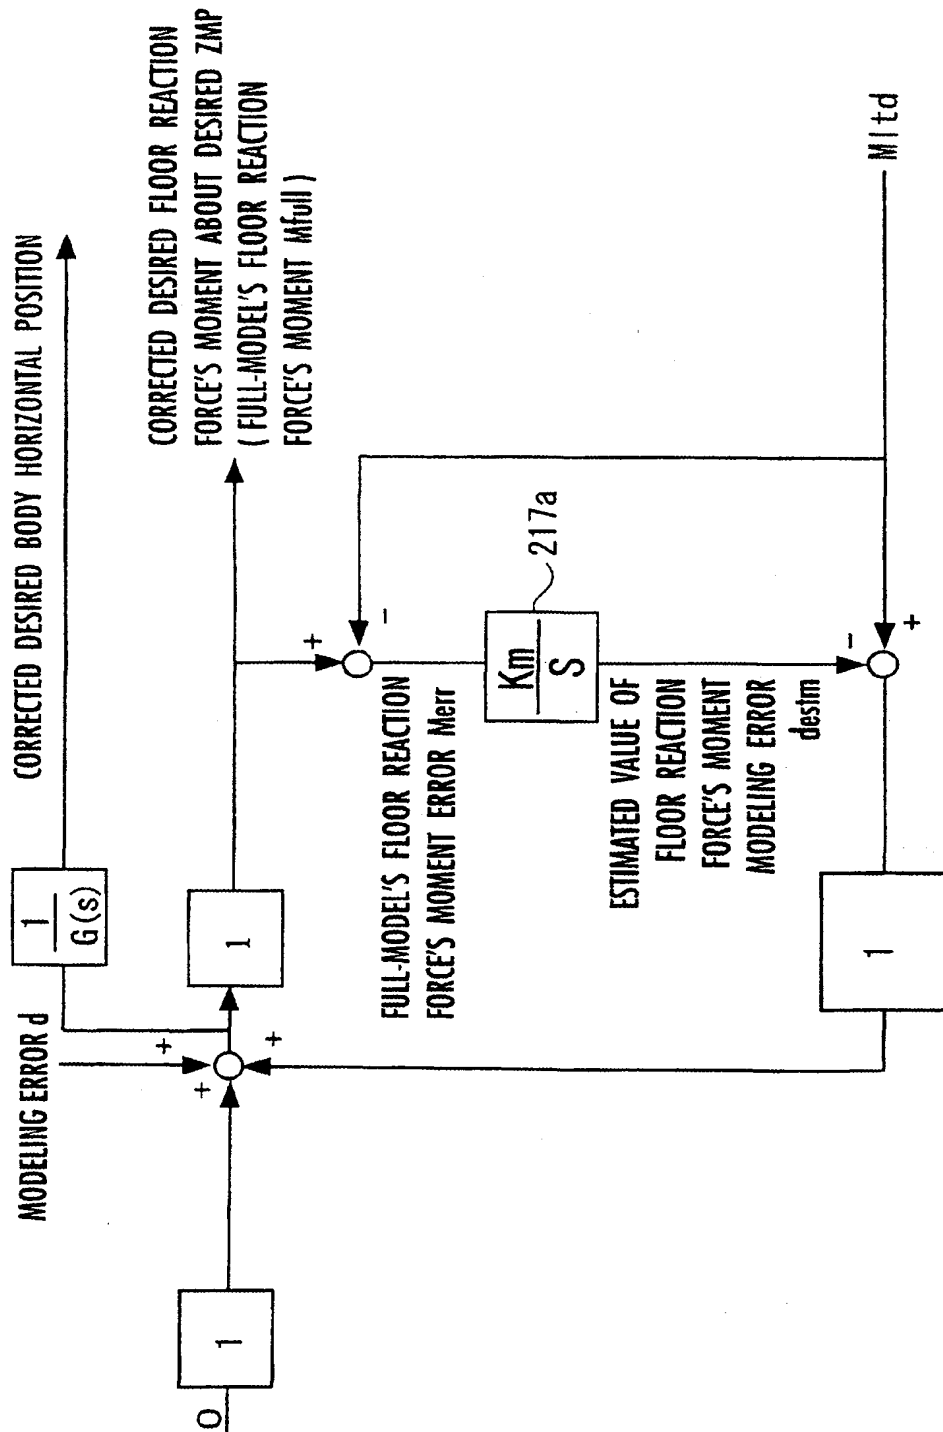 CORRECTED DESIRED BODY HORIZONTAL POSITION
1
G(s)
MODELING ERROR d
+
+
+
0
1
1
CORRECTED DESIRED FLOOR REACTION
FORCE'S MOMENT ABOUT DESIRED ZMP
( FULL-MODEL'S FLOOR REACTION
FORCE'S MOMENT Mfull )
+
-
FULL-MODEL'S FLOOR REACTION
FORCE'S MOMENT ERROR Merr
Km
S
217a
ESTIMATED VALUE OF
FLOOR REACTION
FORCE'S MOMENT
MODELING ERROR
destm
-
+
1
Mltd